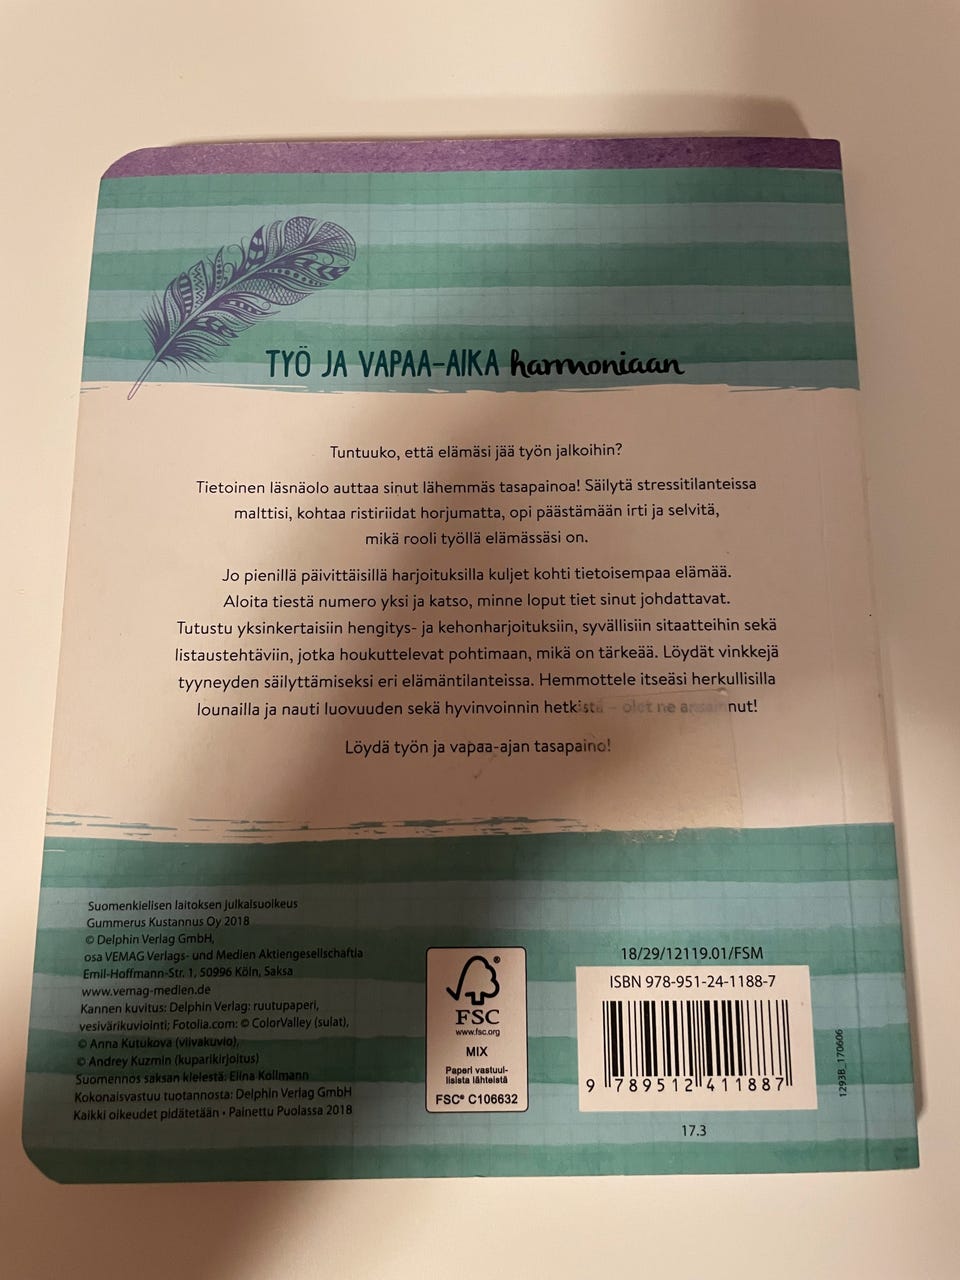 TYÖ JA VAPAA-AIKA harmoniaan
Tuntuuko, että elämäsi jää työn jalkoihin?
Tietoinen läsnäolo auttaa sinut lähemmäs tasapainoa! Säilytä stressitilanteissa
malttisi, kohtaa ristiriidat horjumatta, opi päästämään irti ja selvitä,
mikä rooli työllä elämässäsi on.
Jo pienillä päivittäisillä harjoituksilla kuljet kohti tietoisempaa elämää.
Aloita tiestä numero yksi ja katso, minne loput tiet sinut johdattavat.
Tutustu yksinkertaisiin hengitys- ja kehonharjoituksiin, syvällisiin sitaatteihin sekä
listaustehtäviin, jotka houkuttelevat pohtimaan, mikä on tärkeää. Löydät vinkkejä
tyyneyden säilyttämiseksi eri elämäntilanteissa. Hemmottele itseäsi herkullisilla
lounailla ja nauti luovuuden sekä hyvinvoinnin hetkistä – olet ne ansainnut!
Löydä työn ja vapaa-ajan tasapaino!
Suomenkielisen laitoksen julkaisuoikeus
Gummerus Kustannus Oy 2018
© Delphin Verlag GmbH,
osa VEMAG Verlags- und Medien Aktiengesellschaftia
Emil-Hoffmann-Str. 1, 50996 Köln, Saksa
www.vemag-medien.de
Kannen kuvitus: Delphin Verlag: ruutupaperi,
vesivärikuviointi; Fotolia.com: © ColorValley (sulat),
© Anna Kutukova (viivakuvio),
© Andrey Kuzmin (kuparikirjoitus)
Suomennos saksan kielestä: Elina Kollmann
Kokonaisvastuu tuotannosta: Delphin Verlag GmbH
Kaikki oikeudet pidätetään • Painettu Puolassa 2018
®
FSC
www.fsc.org
MIX
Paperi vastuul-
lisista lähteistä
FSC® C106632
18/29/12119.01/FSM
ISBN 978-951-24-1188-7
9 789512 411887
17.3
1293B_170606